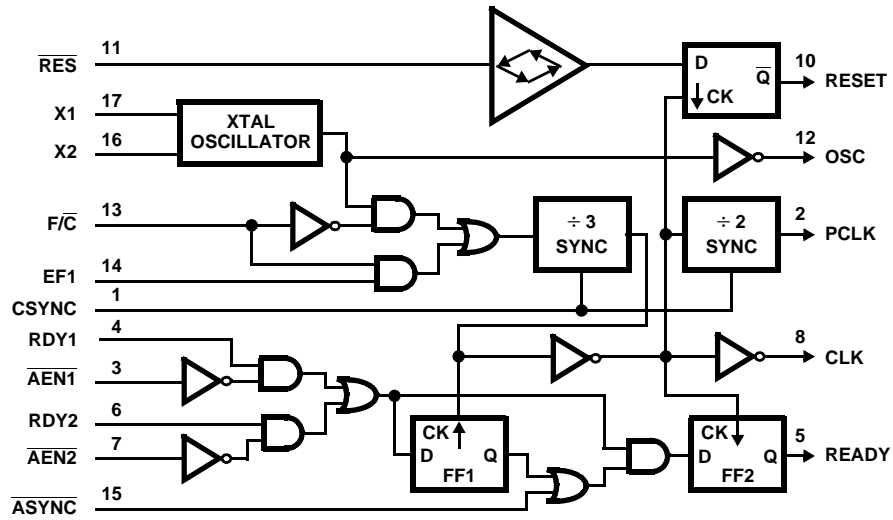 RES 11
D
Q
10
RESET
CK
X1 17
XTAL
OSCILLATOR
X2 16
12
OSC
F/C 13
÷ 3
SYNC
÷ 2
SYNC
2
PCLK
EF1 14
CSYNC 1
RDY1 4
8
CLK
AEN1 3
RDY2 6
CK
D Q
FF1
CK
D Q
FF2
5
READY
AEN2 7
ASYNC 15